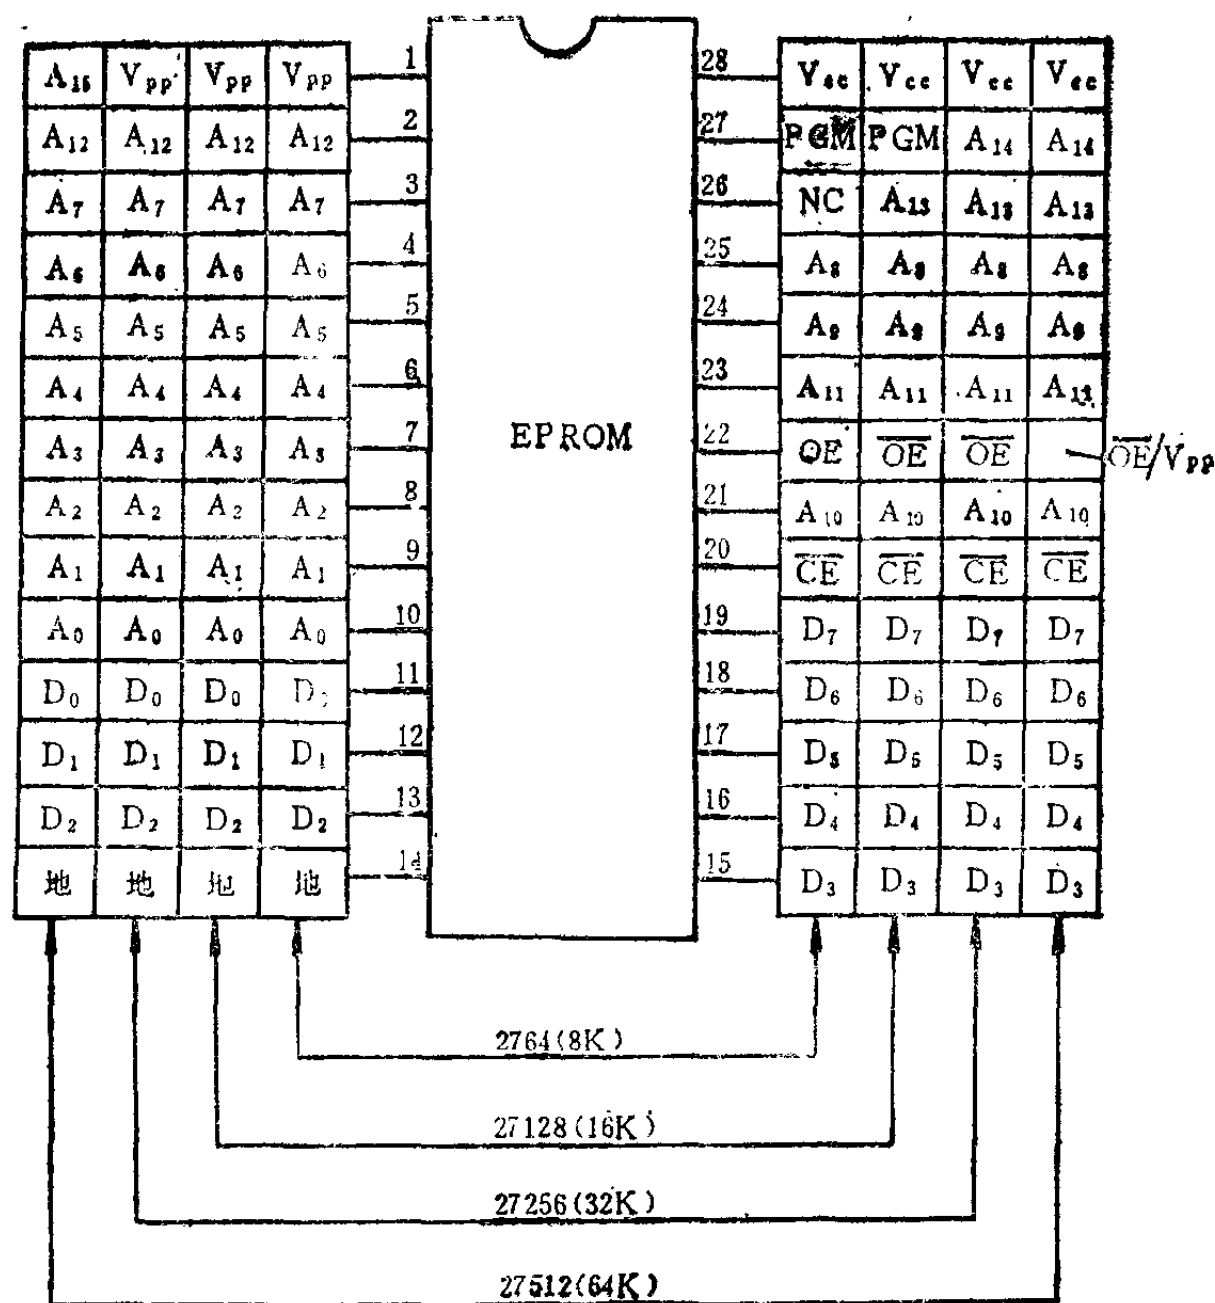 A₁₅ Vpp Vpp Vpp 1 28 Vcc Vcc Vcc Vcc
A₁₂ A₁₂ A₁₂ A₁₂ 2 27 PGM PGM A₁₄ A₁₄
A₇ A₇ A₇ A₇ 3 26 NC A₁₃ A₁₃ A₁₃
A₆ A₆ A₆ A₆ 4 25 A₈ A₈ A₈ A₈
A₅ A₅ A₅ A₅ 5 24 A₉ A₉ A₉ A₉
A₄ A₄ A₄ A₄ 6 23 A₁₁ A₁₁ A₁₁ A₁₁
A₃ A₃ A₃ A₃ 7 EPROM 22 OE O̅E̅ O̅E̅ O̅E̅/Vpp
A₂ A₂ A₂ A₂ 8 21 A₁₀ A₁₀ A₁₀ A₁₀
A₁ A₁ A₁ A₁ 9 20 C̅E̅ C̅E̅ C̅E̅ C̅E̅
A₀ A₀ A₀ A₀ 10 19 D₇ D₇ D₇ D₇
D₀ D₀ D₀ D₀ 11 18 D₆ D₆ D₆ D₆
D₁ D₁ D₁ D₁ 12 17 D₅ D₅ D₅ D₅
D₂ D₂ D₂ D₂ 13 16 D₄ D₄ D₄ D₄
地 地 地 地 14 15 D₃ D₃ D₃ D₃
2764(8K)
27128(16K)
27256(32K)
27512(64K)